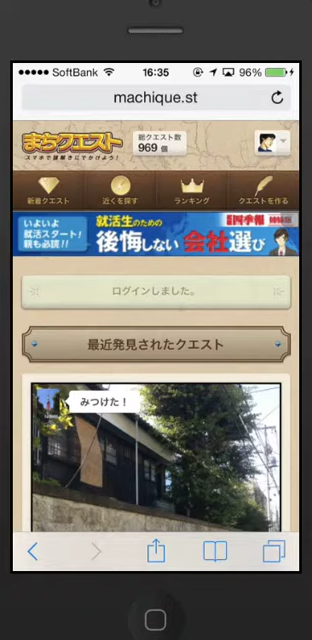 SoftBank 16:35 96%
machique.st
まちクエスト
スマホで謎解きにでかけよう！
総クエスト数
969 個
新着クエスト 近くを探す ランキング クエストを作る
いよいよ
就活スタート!
親も必読!!
就活生のための
後悔しない 会社選び
四季報
ログインしました。
最近発見されたクエスト
みつけた！